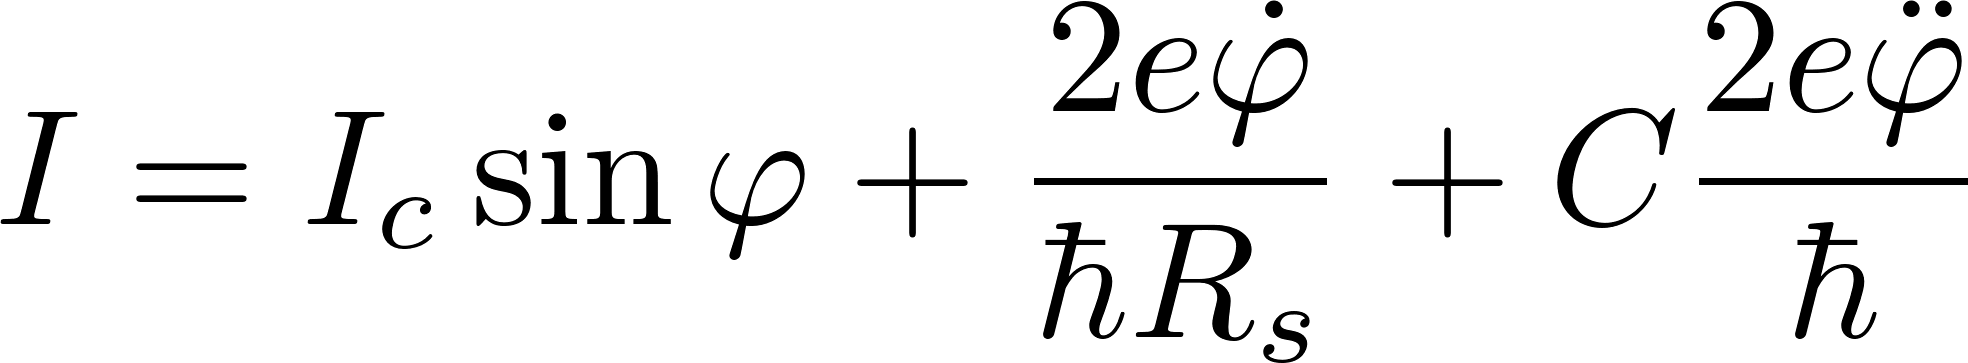 I = I_c \sin \varphi + \frac{2e\dot{\varphi}}{\hbar R_s} + C \frac{2e\ddot{\varphi}}{\hbar}